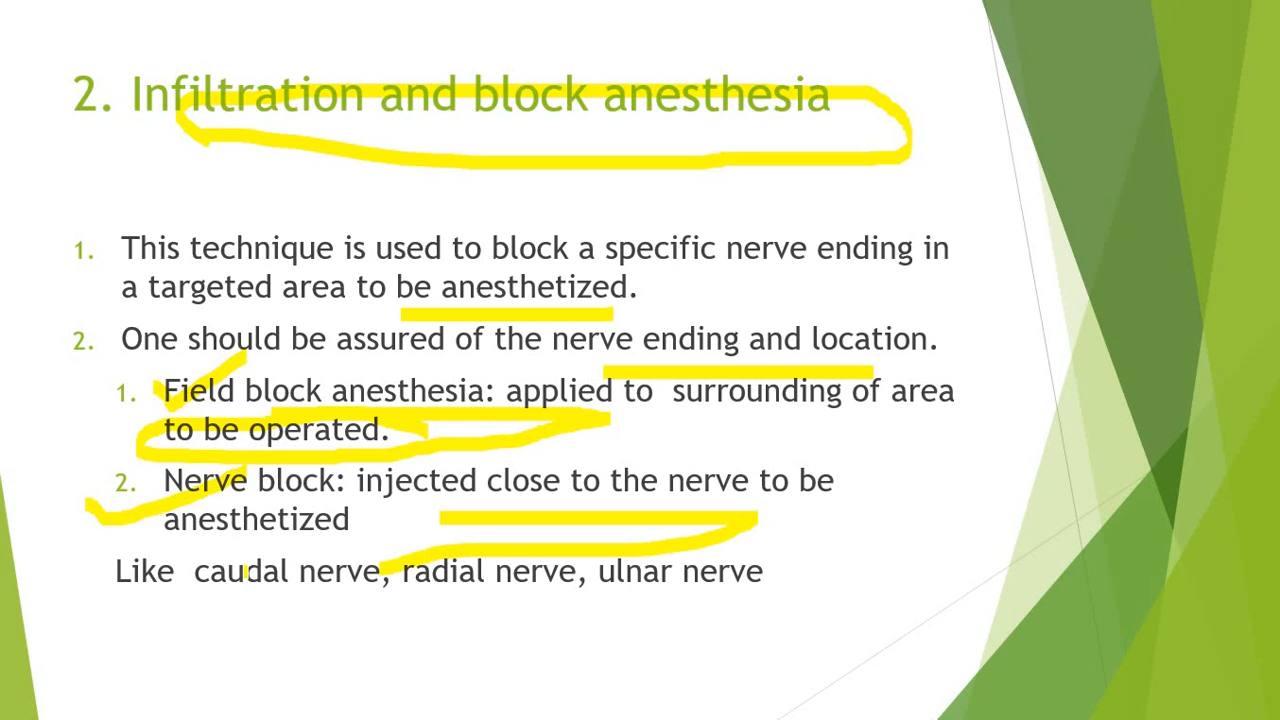 2. Infiltration and block anesthesia
1. This technique is used to block a specific nerve ending in
a targeted area to be anesthetized.
2. One should be assured of the nerve ending and location.
1. Field block anesthesia: applied to surrounding of area
to be operated.
2. Nerve block: injected close to the nerve to be
anesthetized
Like caudal nerve, radial nerve, ulnar nerve